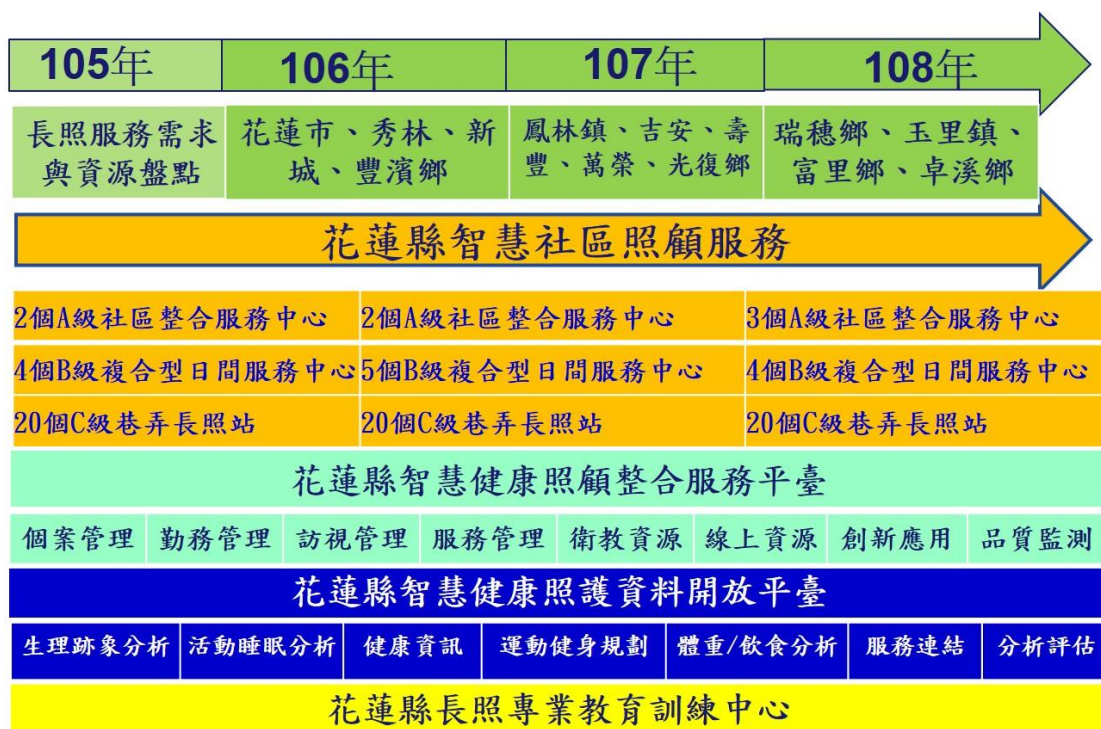 105年 106年 107年 108年
長照服務需求
與資源盤點
花蓮市、秀林、新
城、豐濱鄉
鳳林鎮、吉安、壽
豐、萬榮、光復鄉
瑞穗鄉、玉里鎮、
富里鄉、卓溪鄉
花蓮縣智慧社區照顧服務
2個A級社區整合服務中心 2個A級社區整合服務中心 3個A級社區整合服務中心
4個B級複合型日間服務中心 5個B級複合型日間服務中心 4個B級複合型日間服務中心
20個C級巷弄長照站 20個C級巷弄長照站 20個C級巷弄長照站
花蓮縣智慧健康照顧整合服務平臺
個案管理 勤務管理 訪視管理 服務管理 衛教資源 線上資源 創新應用 品質監測
花蓮縣智慧健康照護資料開放平臺
生理跡象分析 活動睡眠分析 健康資訊 運動健身規劃 體重/飲食分析 服務連結 分析評估
花蓮縣長照專業教育訓練中心